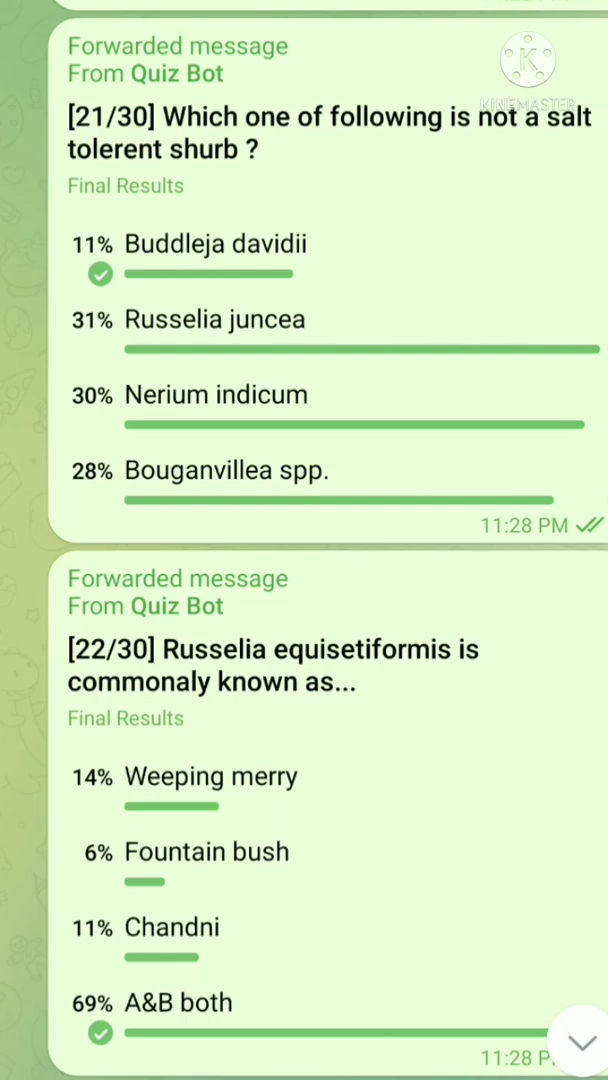 Forwarded message
From Quiz Bot
K
KINEMASTER
[21/30] Which one of following is not a salt
tolerent shurb ?
Final Results
11% Buddleja davidii
31% Russelia juncea
30% Nerium indicum
28% Bouganvillea spp.
11:28 PM
Forwarded message
From Quiz Bot
[22/30] Russelia equisetiformis is
commonaly known as...
Final Results
14% Weeping merry
6% Fountain bush
11% Chandni
69% A&B both
11:28 P